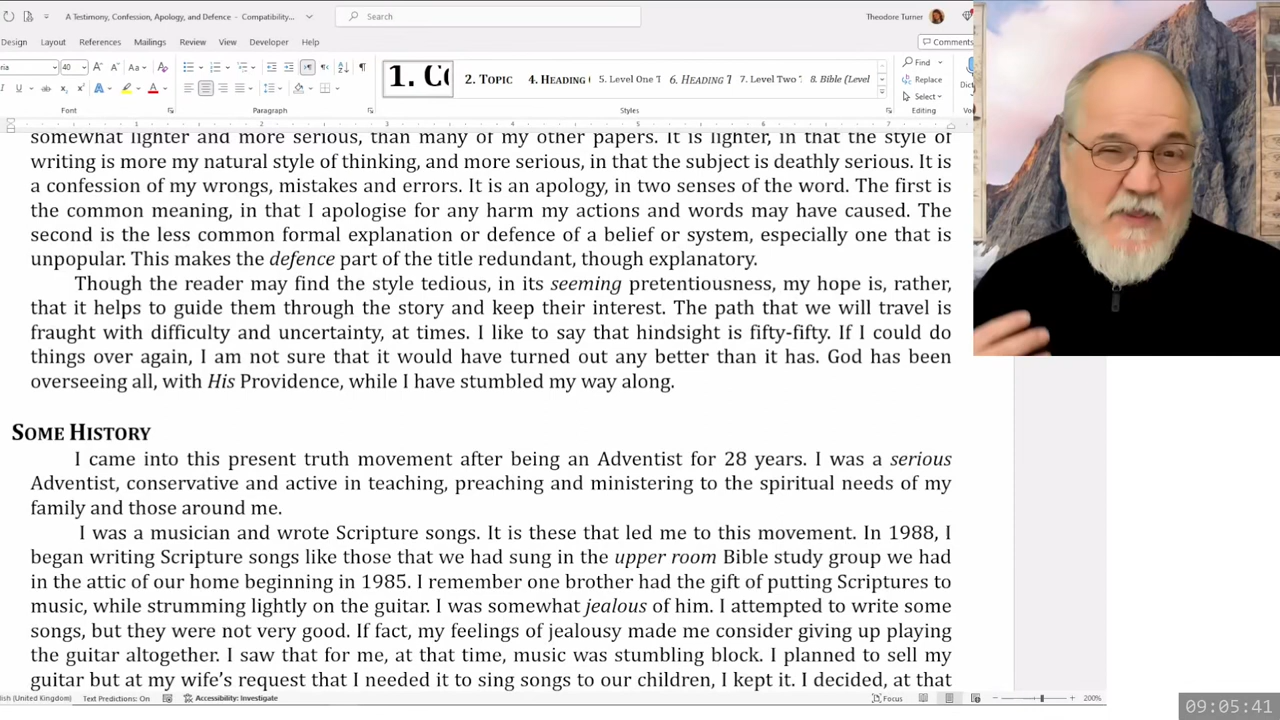 A Testimony, Confession, Apology, and Defence - Compatibility...
Search
Theodore Turner
Design Layout References Mailings Review View Developer Help
Comments
40
Aa
1. Co
2. TOPIC
4. HEADING
5. Level One T
6. HEADING T
7. Level Two
8. Bible (Level
Find
Replace
Select
Font
Paragraph
Styles
Editing
somewhat lighter and more serious, than many of my other papers. It is lighter, in that the style of
writing is more my natural style of thinking, and more serious, in that the subject is deathly serious. It is
a confession of my wrongs, mistakes and errors. It is an apology, in two senses of the word. The first is
the common meaning, in that I apologise for any harm my actions and words may have caused. The
second is the less common formal explanation or defence of a belief or system, especially one that is
unpopular. This makes the defence part of the title redundant, though explanatory.
Though the reader may find the style tedious, in its seeming pretentiousness, my hope is, rather,
that it helps to guide them through the story and keep their interest. The path that we will travel is
fraught with difficulty and uncertainty, at times. I like to say that hindsight is fifty-fifty. If I could do
things over again, I am not sure that it would have turned out any better than it has. God has been
overseeing all, with His Providence, while I have stumbled my way along.
SOME HISTORY
I came into this present truth movement after being an Adventist for 28 years. I was a serious
Adventist, conservative and active in teaching, preaching and ministering to the spiritual needs of my
family and those around me.
I was a musician and wrote Scripture songs. It is these that led me to this movement. In 1988, I
began writing Scripture songs like those that we had sung in the upper room Bible study group we had
in the attic of our home beginning in 1985. I remember one brother had the gift of putting Scriptures to
music, while strumming lightly on the guitar. I was somewhat jealous of him. I attempted to write some
songs, but they were not very good. If fact, my feelings of jealousy made me consider giving up playing
the guitar altogether. I saw that for me, at that time, music was stumbling block. I planned to sell my
guitar but at my wife's request that I needed it to sing songs to our children, I kept it. I decided, at that
lish (United Kingdom) Text Predictions: On Accessibility: Investigate Focus 200%
09:05:41